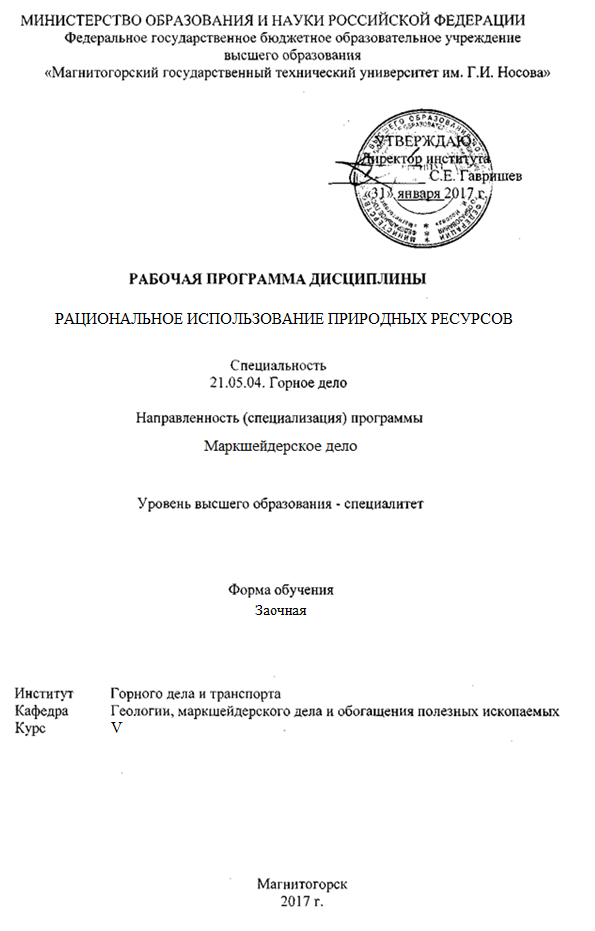 МИНИСТЕРСТВО ОБРАЗОВАНИЯ И НАУКИ РОССИЙСКОЙ ФЕДЕРАЦИИ
Федеральное государственное бюджетное образовательное учреждение
высшего образования
«Магнитогорский государственный технический университет им. Г.И. Носова»
УТВЕРЖДАЮ
Директор института
С.Е. Гавришев
«31» января 2017 г.
РАБОЧАЯ ПРОГРАММА ДИСЦИПЛИНЫ
РАЦИОНАЛЬНОЕ ИСПОЛЬЗОВАНИЕ ПРИРОДНЫХ РЕСУРСОВ
Специальность
21.05.04. Горное дело
Направленность (специализация) программы
Маркшейдерское дело
Уровень высшего образования - специалитет
Форма обучения
Заочная
Институт Горного дела и транспорта
Кафедра Геологии, маркшейдерского дела и обогащения полезных ископаемых
Курс V
Магнитогорск
2017 г.